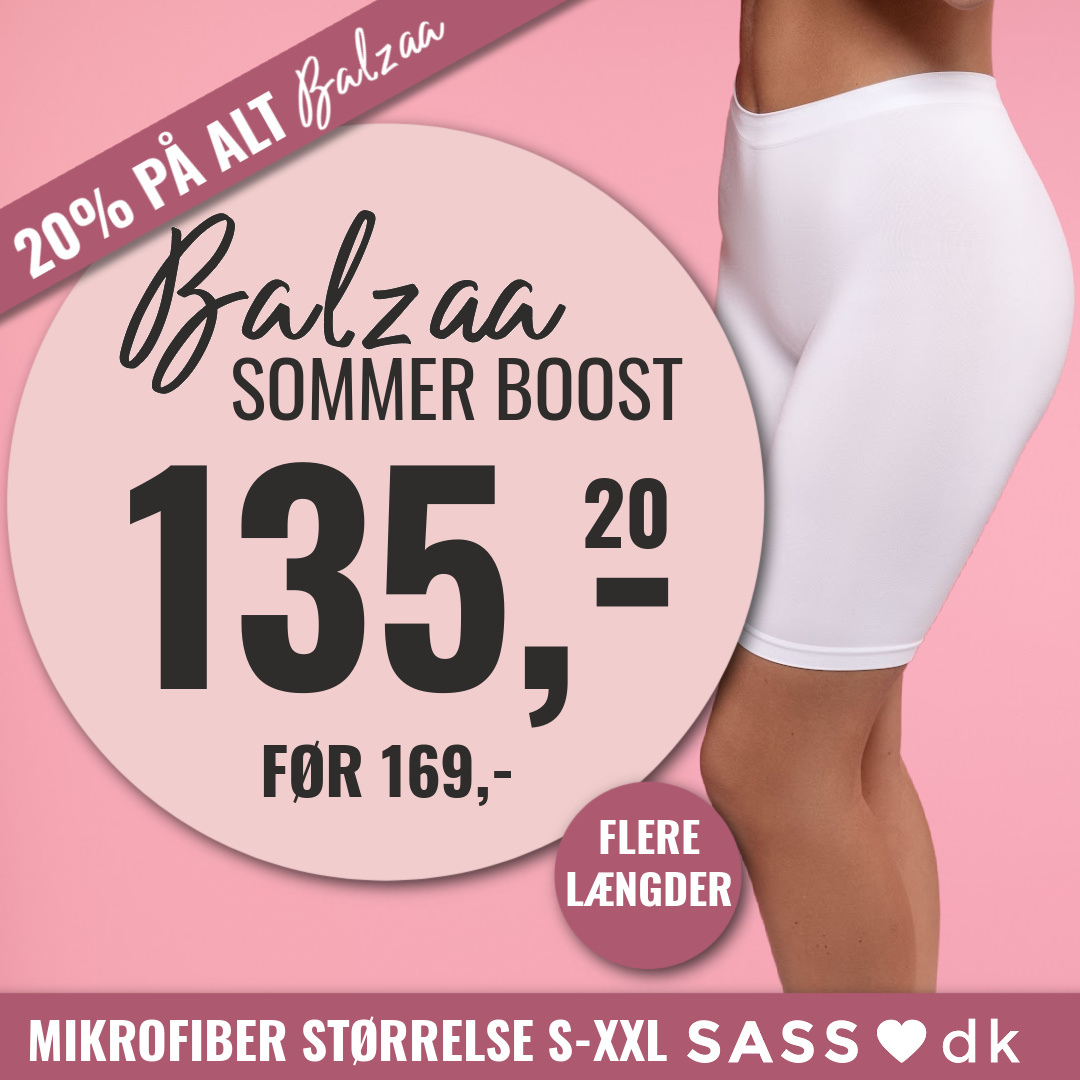 20% PÅ ALT Balzaa
Balzaa
SOMMER BOOST
135,20
-
FØR 169,-
FLERE
LÆNGDER
MIKROFIBER STØRRELSE S-XXL SASS♥dk